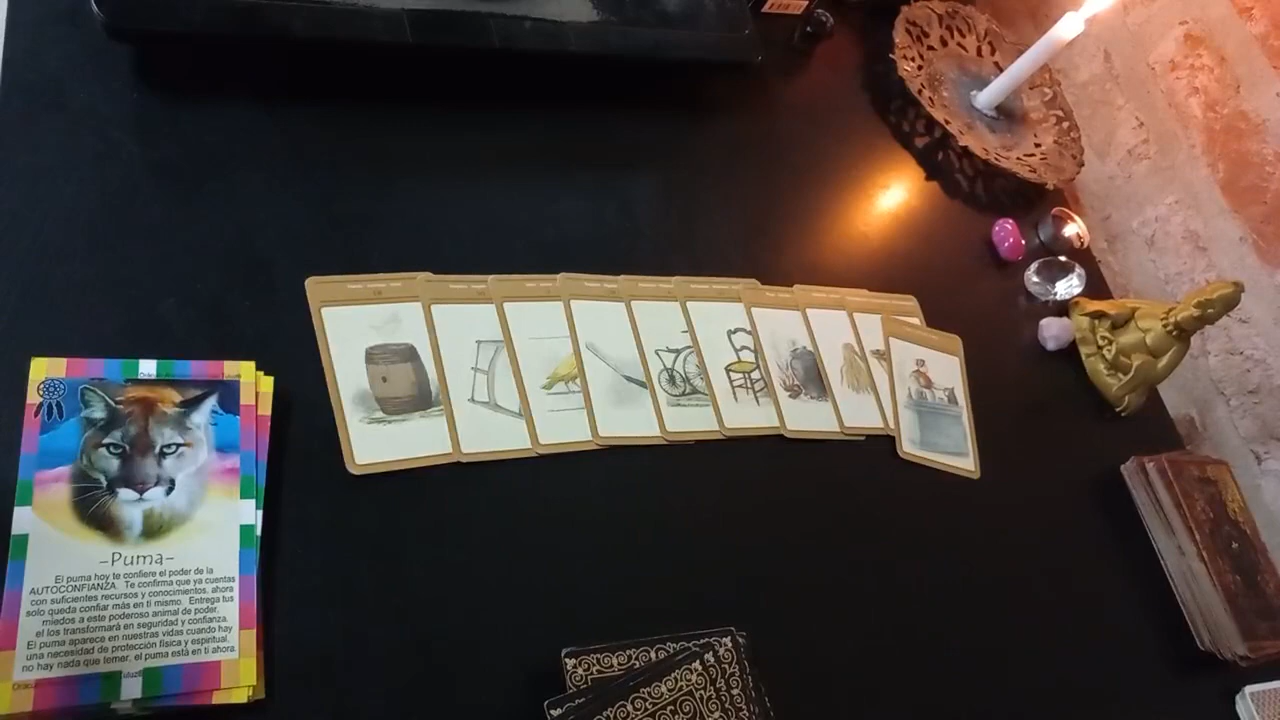 -Puma-
El puma hoy te confiere el poder de la
AUTOCONFIANZA. Te confirma que ya cuentas
con suficientes recursos y conocimientos, ahora
solo queda confiar más en ti mismo. Entrega tus
miedos a este poderoso animal de poder,
el los transformará en seguridad y confianza.
El puma aparece en nuestras vidas cuando hay
una necesidad de protección física y espiritual,
no hay nada que temer, el puma está en ti ahora.